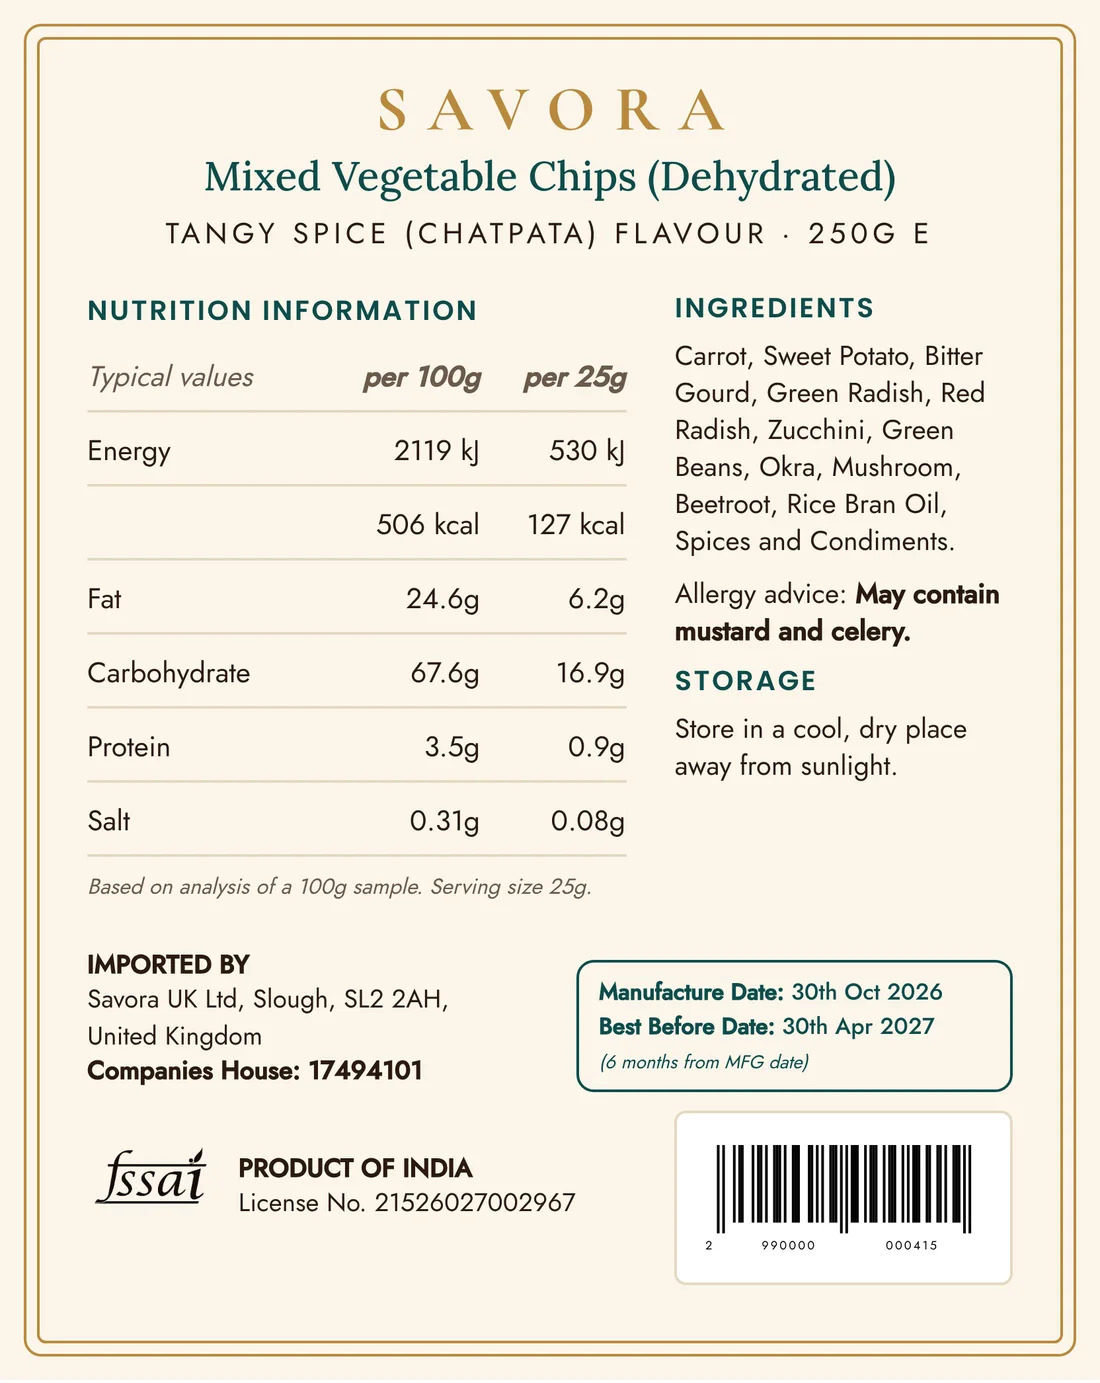 SAVORA
Mixed Vegetable Chips (Dehydrated)
TANGY SPICE (CHATPATA) FLAVOUR · 250G E
NUTRITION INFORMATION
Typical values per 100g per 25g
Energy 2119 kJ 530 kJ
506 kcal 127 kcal
Fat 24.6g 6.2g
Carbohydrate 67.6g 16.9g
Protein 3.5g 0.9g
Salt 0.31g 0.08g
Based on analysis of a 100g sample. Serving size 25g.
INGREDIENTS
Carrot, Sweet Potato, Bitter
Gourd, Green Radish, Red
Radish, Zucchini, Green
Beans, Okra, Mushroom,
Beetroot, Rice Bran Oil,
Spices and Condiments.
Allergy advice: May contain
mustard and celery.
STORAGE
Store in a cool, dry place
away from sunlight.
IMPORTED BY
Savora UK Ltd, Slough, SL2 2AH,
United Kingdom
Companies House: 17494101
Manufacture Date: 30th Oct 2026
Best Before Date: 30th Apr 2027
(6 months from MFG date)
fssai
PRODUCT OF INDIA
License No. 21526027002967
2 990000 000415